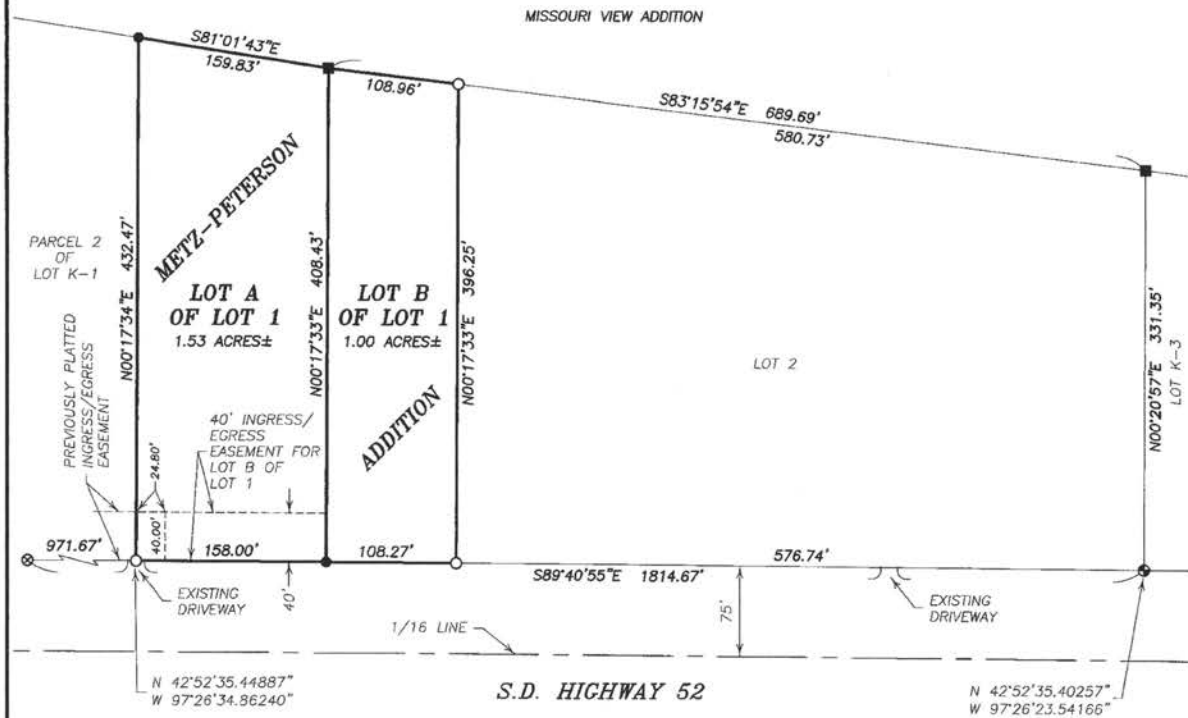 MISSOURI VIEW ADDITION
S81°01'43"E
159.83'
108.96'
S83°15'54"E 689.69'
580.73'
PARCEL 2
OF
LOT K-1
N00°17'34"E 432.47'
METZ-PETERSON
LOT A
OF LOT 1
1.53 ACRES±
N00°17'33"E 408.43'
LOT B
OF LOT 1
1.00 ACRES±
ADDITION
N00°17'33"E 396.25'
LOT 2
N00°20'57"E 331.35'
LOT K-3
PREVIOUSLY PLATTED
INGRESS/EGRESS
EASEMENT
24.80'
40.00'
40' INGRESS/
EGRESS
EASEMENT FOR
LOT B OF
LOT 1
971.67'
158.00'
108.27'
S89°40'55"E 1814.67'
576.74'
EXISTING
DRIVEWAY
40'
75'
EXISTING
DRIVEWAY
1/16 LINE
N 42°52'35.44887"
W 97°26'34.86240"
S.D. HIGHWAY 52
N 42°52'35.40257"
W 97°26'23.54166"